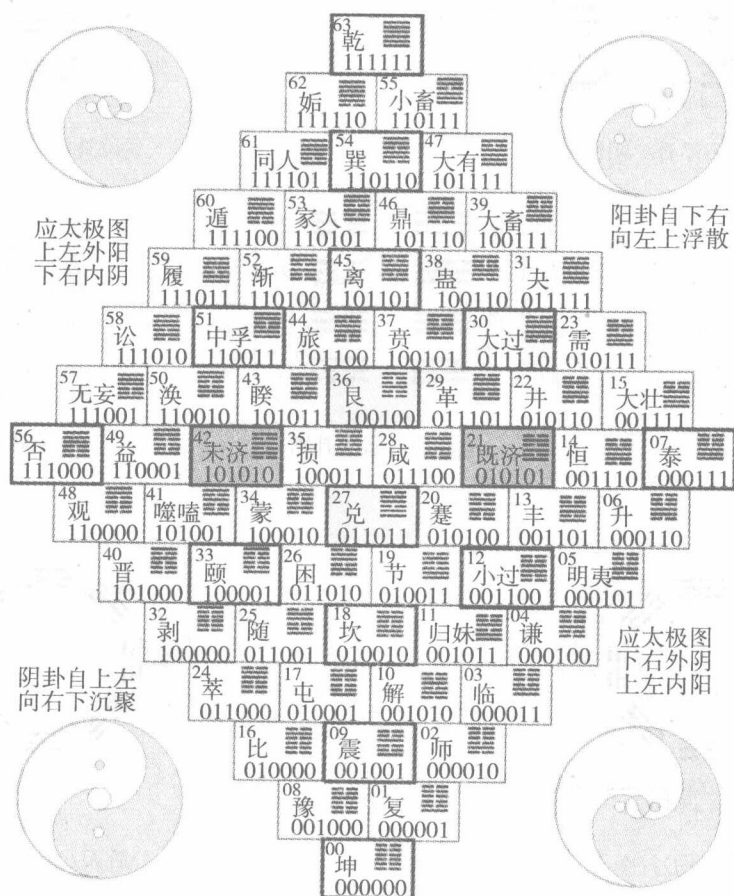 63
乾
111111
62 55
姤 小畜
111110 110111
61 54 47
同人 巽 大有
111101 110110 101111
60 53 46 39
遁 家人 鼎 大畜
111100 110101 101110 100111
应太极图
上左外阳
下右内阴
阳卦自下右
向左上浮散
59 52 45 38 31
履 渐 离 蛊 夬
111011 110100 101101 100110 011111
58 51 44 37 30 23
讼 中孚 旅 贲 大过 需
111010 110011 101100 100101 011110 010111
57 50 43 36 29 22 15
无妄 涣 睽 艮 革 井 大壮
111001 110010 101011 100100 011101 010110 001111
56 49 42 35 28 21 14 07
否 益 未济 损 咸 既济 恒 泰
111000 110001 101010 100011 011100 010101 001110 000111
48 41 34 27 20 13 06
观 噬嗑 蒙 兑 蹇 丰 升
110000 101001 100010 011011 010100 001101 000110
40 33 26 19 12 05
晋 颐 困 节 小过 明夷
101000 100001 011010 010011 001100 000101
32 25 18 11 04
剥 随 坎 归妹 谦
100000 011001 010010 001011 000100
阴卦自上左
向右下沉聚
应太极图
下右外阴
上左内阳
24 17 10 03
萃 屯 解 临
011000 010001 001010 000011
16 09 02
比 震 师
010000 001001 000010
08 01
豫 复
001000 000001
00
坤
000000